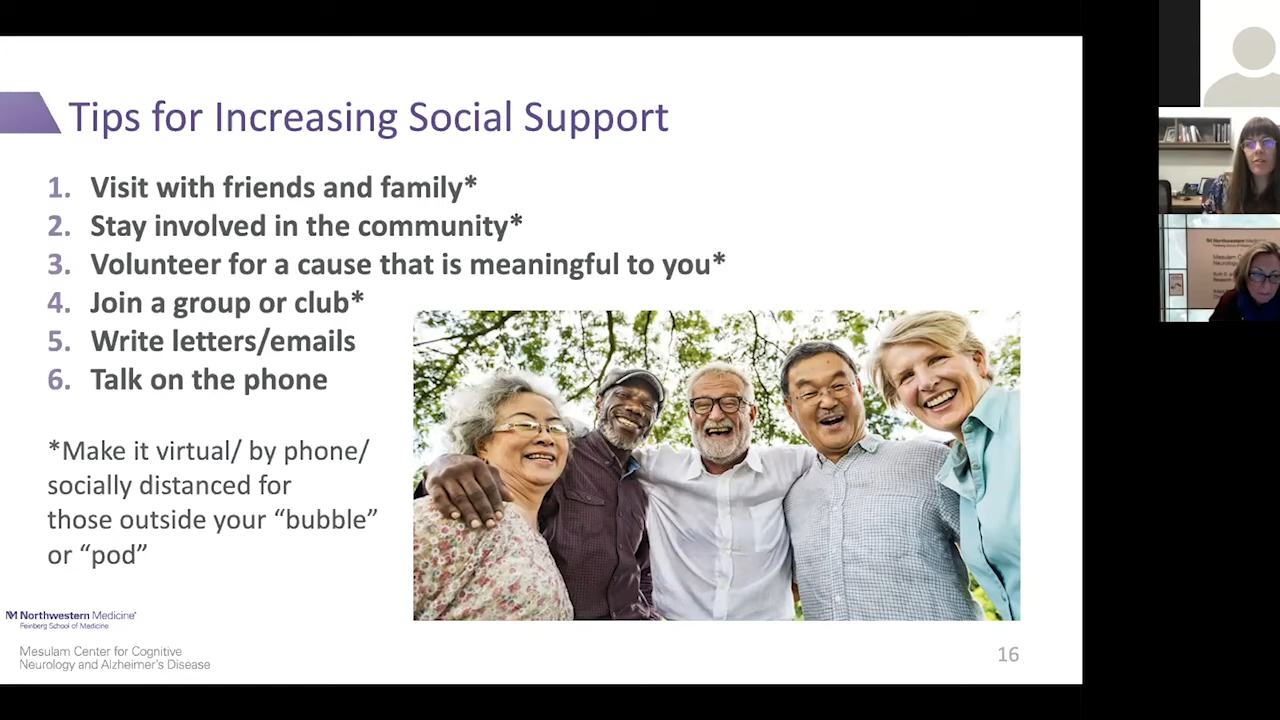 Tips for Increasing Social Support
1. Visit with friends and family*
2. Stay involved in the community*
3. Volunteer for a cause that is meaningful to you*
4. Join a group or club*
5. Write letters/emails
6. Talk on the phone
*Make it virtual/ by phone/
socially distanced for
those outside your “bubble”
or “pod”
Northwestern Medicine
Feinberg School of Medicine
Mesulam Center for Cognitive
Neurology and Alzheimer's Disease
16